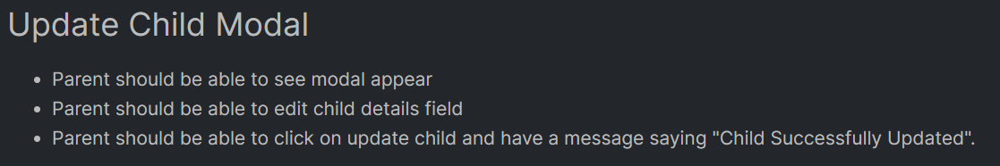 Update Child Modal
• Parent should be able to see modal appear
• Parent should be able to edit child details field
• Parent should be able to click on update child and have a message saying "Child Successfully Updated".